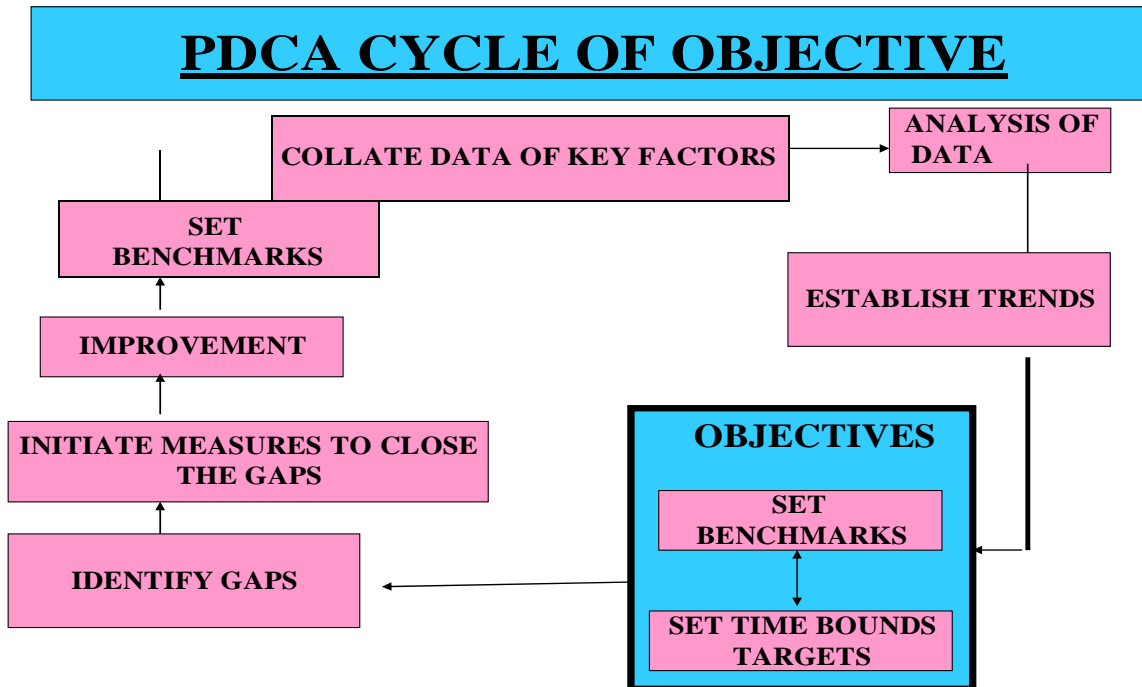 PDCA CYCLE OF OBJECTIVE
COLLATE DATA OF KEY FACTORS
ANALYSIS OF
DATA
SET
BENCHMARKS
ESTABLISH TRENDS
IMPROVEMENT
INITIATE MEASURES TO CLOSE
THE GAPS
IDENTIFY GAPS
OBJECTIVES
SET
BENCHMARKS
SET TIME BOUNDS
TARGETS